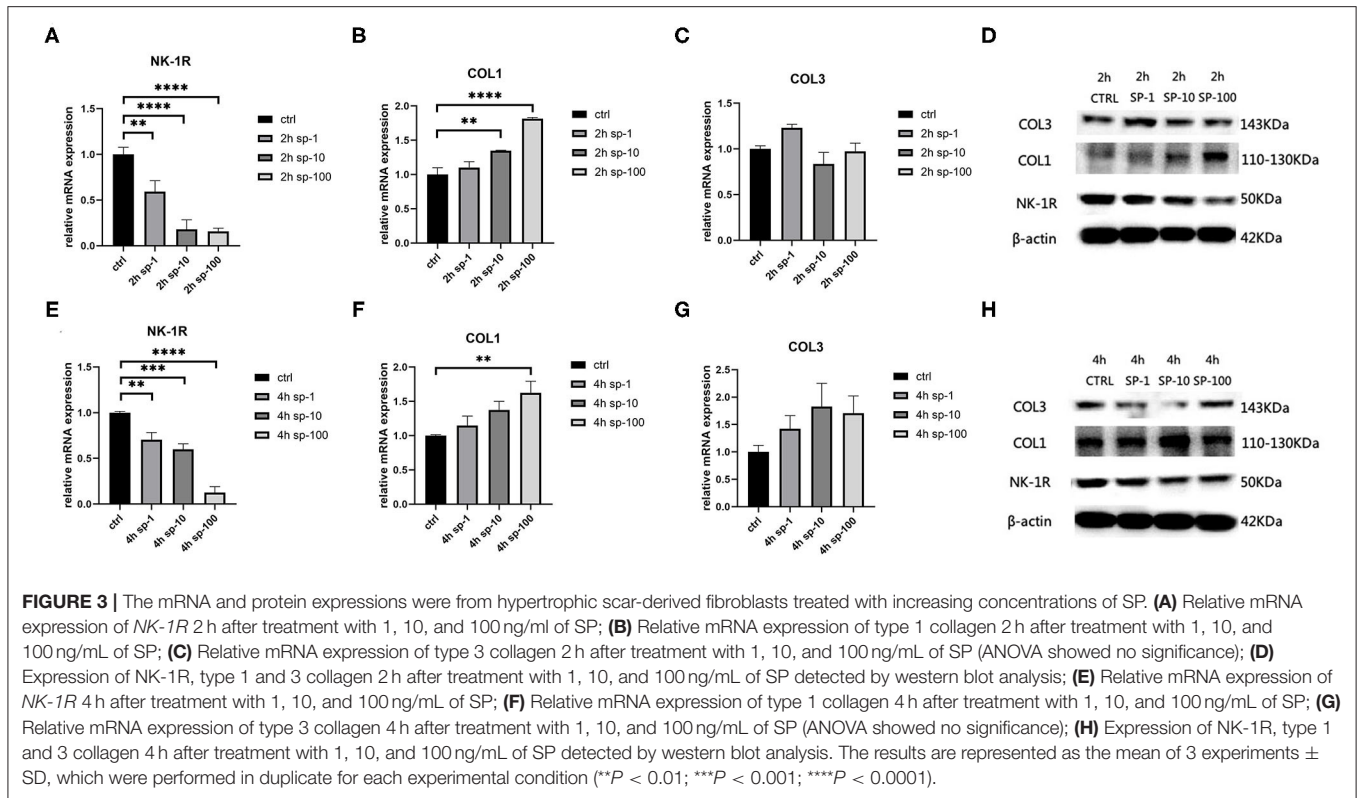 A
NK-1R
****
****
**
relative mRNA expression
1.5
1.0
0.5
0.0
ctrl
2h sp-1
2h sp-10
2h sp-100
ctrl
2h sp-1
2h sp-10
2h sp-100
B
COL1
****
**
relative mRNA expression
2.0
1.5
1.0
0.5
0.0
ctrl
2h sp-1
2h sp-10
2h sp-100
ctrl
2h sp-1
2h sp-10
2h sp-100
C
COL3
relative mRNA expression
1.5
1.0
0.5
0.0
ctrl
2h sp-1
2h sp-10
2h sp-100
ctrl
2h sp-1
2h sp-10
2h sp-100
D
2h 2h 2h 2h
CTRL SP-1 SP-10 SP-100
COL3 143KDa
COL1 110-130KDa
NK-1R 50KDa
β-actin 42KDa
E
NK-1R
****
***
**
relative mRNA expression
1.5
1.0
0.5
0.0
ctrl
4h sp-1
4h sp-10
4h sp-100
ctrl
4h sp-1
4h sp-10
4h sp-100
F
COL1
**
relative mRNA expression
2.0
1.5
1.0
0.5
0.0
ctrl
4h sp-1
4h sp-10
4h sp-100
ctrl
4h sp-1
4h sp-10
4h sp-100
G
COL3
relative mRNA expression
2.5
2.0
1.5
1.0
0.5
0.0
ctrl
4h sp-1
4h sp-10
4h sp-100
ctrl
4h sp-1
4h sp-10
4h sp-100
H
4h 4h 4h 4h
CTRL SP-1 SP-10 SP-100
COL3 143KDa
COL1 110-130KDa
NK-1R 50KDa
β-actin 42KDa
FIGURE 3 | The mRNA and protein expressions were from hypertrophic scar-derived fibroblasts treated with increasing concentrations of SP. (A) Relative mRNA
expression of NK-1R 2 h after treatment with 1, 10, and 100 ng/ml of SP; (B) Relative mRNA expression of type 1 collagen 2 h after treatment with 1, 10, and
100 ng/mL of SP; (C) Relative mRNA expression of type 3 collagen 2 h after treatment with 1, 10, and 100 ng/mL of SP (ANOVA showed no significance); (D)
Expression of NK-1R, type 1 and 3 collagen 2 h after treatment with 1, 10, and 100 ng/mL of SP detected by western blot analysis; (E) Relative mRNA expression of
NK-1R 4 h after treatment with 1, 10, and 100 ng/mL of SP; (F) Relative mRNA expression of type 1 collagen 4 h after treatment with 1, 10, and 100 ng/mL of SP; (G)
Relative mRNA expression of type 3 collagen 4 h after treatment with 1, 10, and 100 ng/mL of SP (ANOVA showed no significance); (H) Expression of NK-1R, type 1
and 3 collagen 4 h after treatment with 1, 10, and 100 ng/mL of SP detected by western blot analysis. The results are represented as the mean of 3 experiments ±
SD, which were performed in duplicate for each experimental condition (**P < 0.01; ***P < 0.001; ****P < 0.0001).